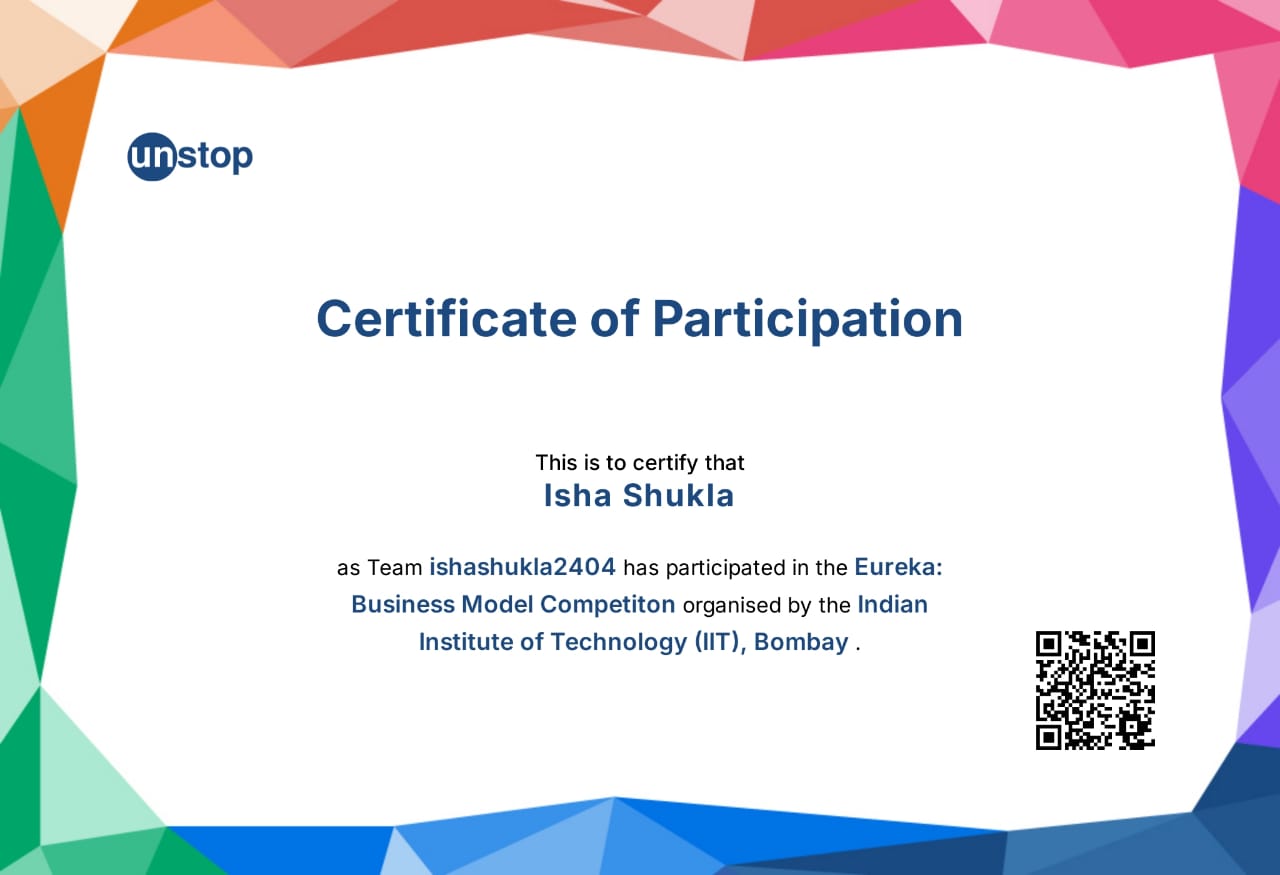 unstop
Certificate of Participation
This is to certify that
Isha Shukla
as Team ishashukla2404 has participated in the Eureka:
Business Model Competiton organised by the Indian
Institute of Technology (IIT), Bombay .